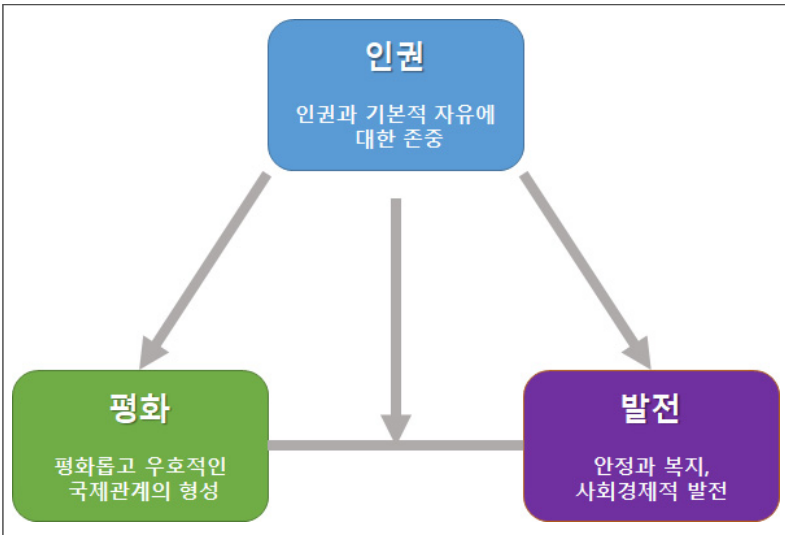 인권
인권과 기본적 자유에
대한 존중
평화
평화롭고 우호적인
국제관계의 형성
발전
안정과 복지,
사회경제적 발전